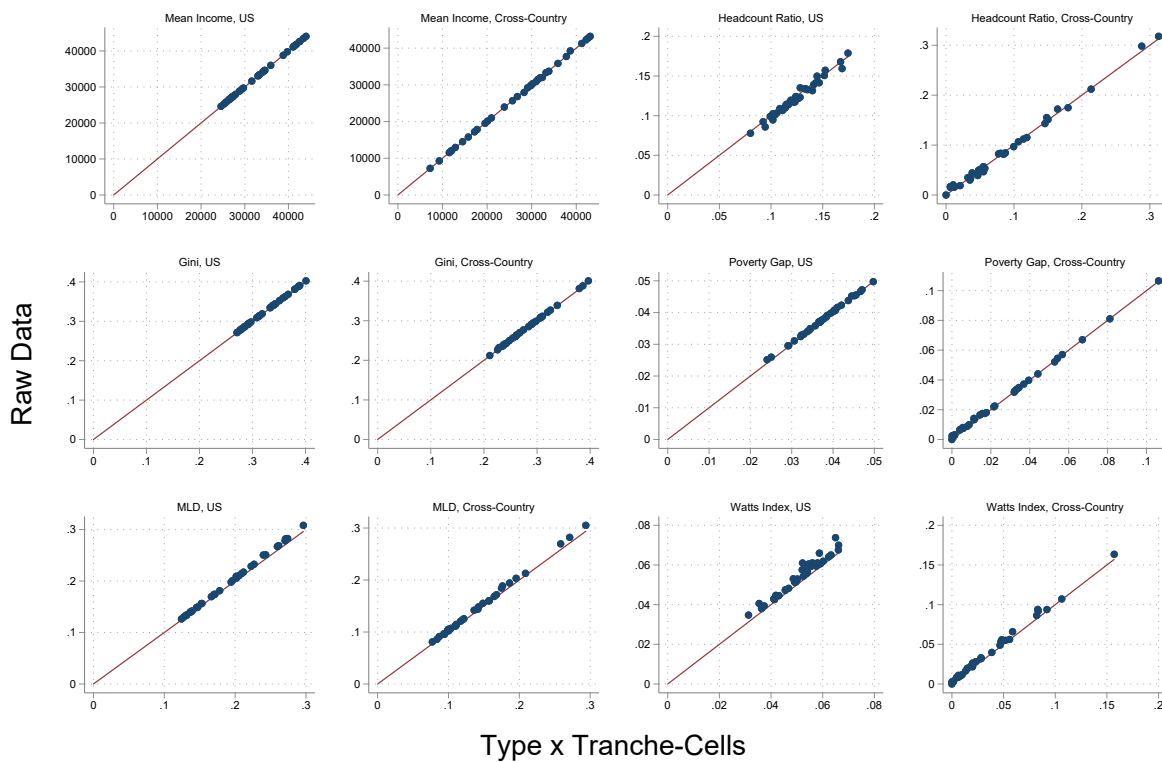 Mean Income, US
40000
30000
20000
10000
0
0 10000 20000 30000 40000
Mean Income, Cross-Country
40000
30000
20000
10000
0
0 10000 20000 30000 40000
Headcount Ratio, US
.2
.15
.1
.05
0
0 .05 .1 .15 .2
Headcount Ratio, Cross-Country
.3
.2
.1
0
0 .1 .2 .3
Gini, US
.4
.3
.2
.1
0
0 .1 .2 .3 .4
Gini, Cross-Country
.4
.3
.2
.1
0
0 .1 .2 .3 .4
Poverty Gap, US
.05
.04
.03
.02
.01
0
0 .01 .02 .03 .04 .05
Poverty Gap, Cross-Country
.1
.08
.06
.04
.02
0
0 .02 .04 .06 .08 .1
MLD, US
.3
.2
.1
0
0 .1 .2 .3
MLD, Cross-Country
.3
.2
.1
0
0 .1 .2 .3
Watts Index, US
.08
.06
.04
.02
0
0 .02 .04 .06 .08
Watts Index, Cross-Country
.2
.15
.1
.05
0
0 .05 .1 .15 .2
Raw Data
Type x Tranche-Cells